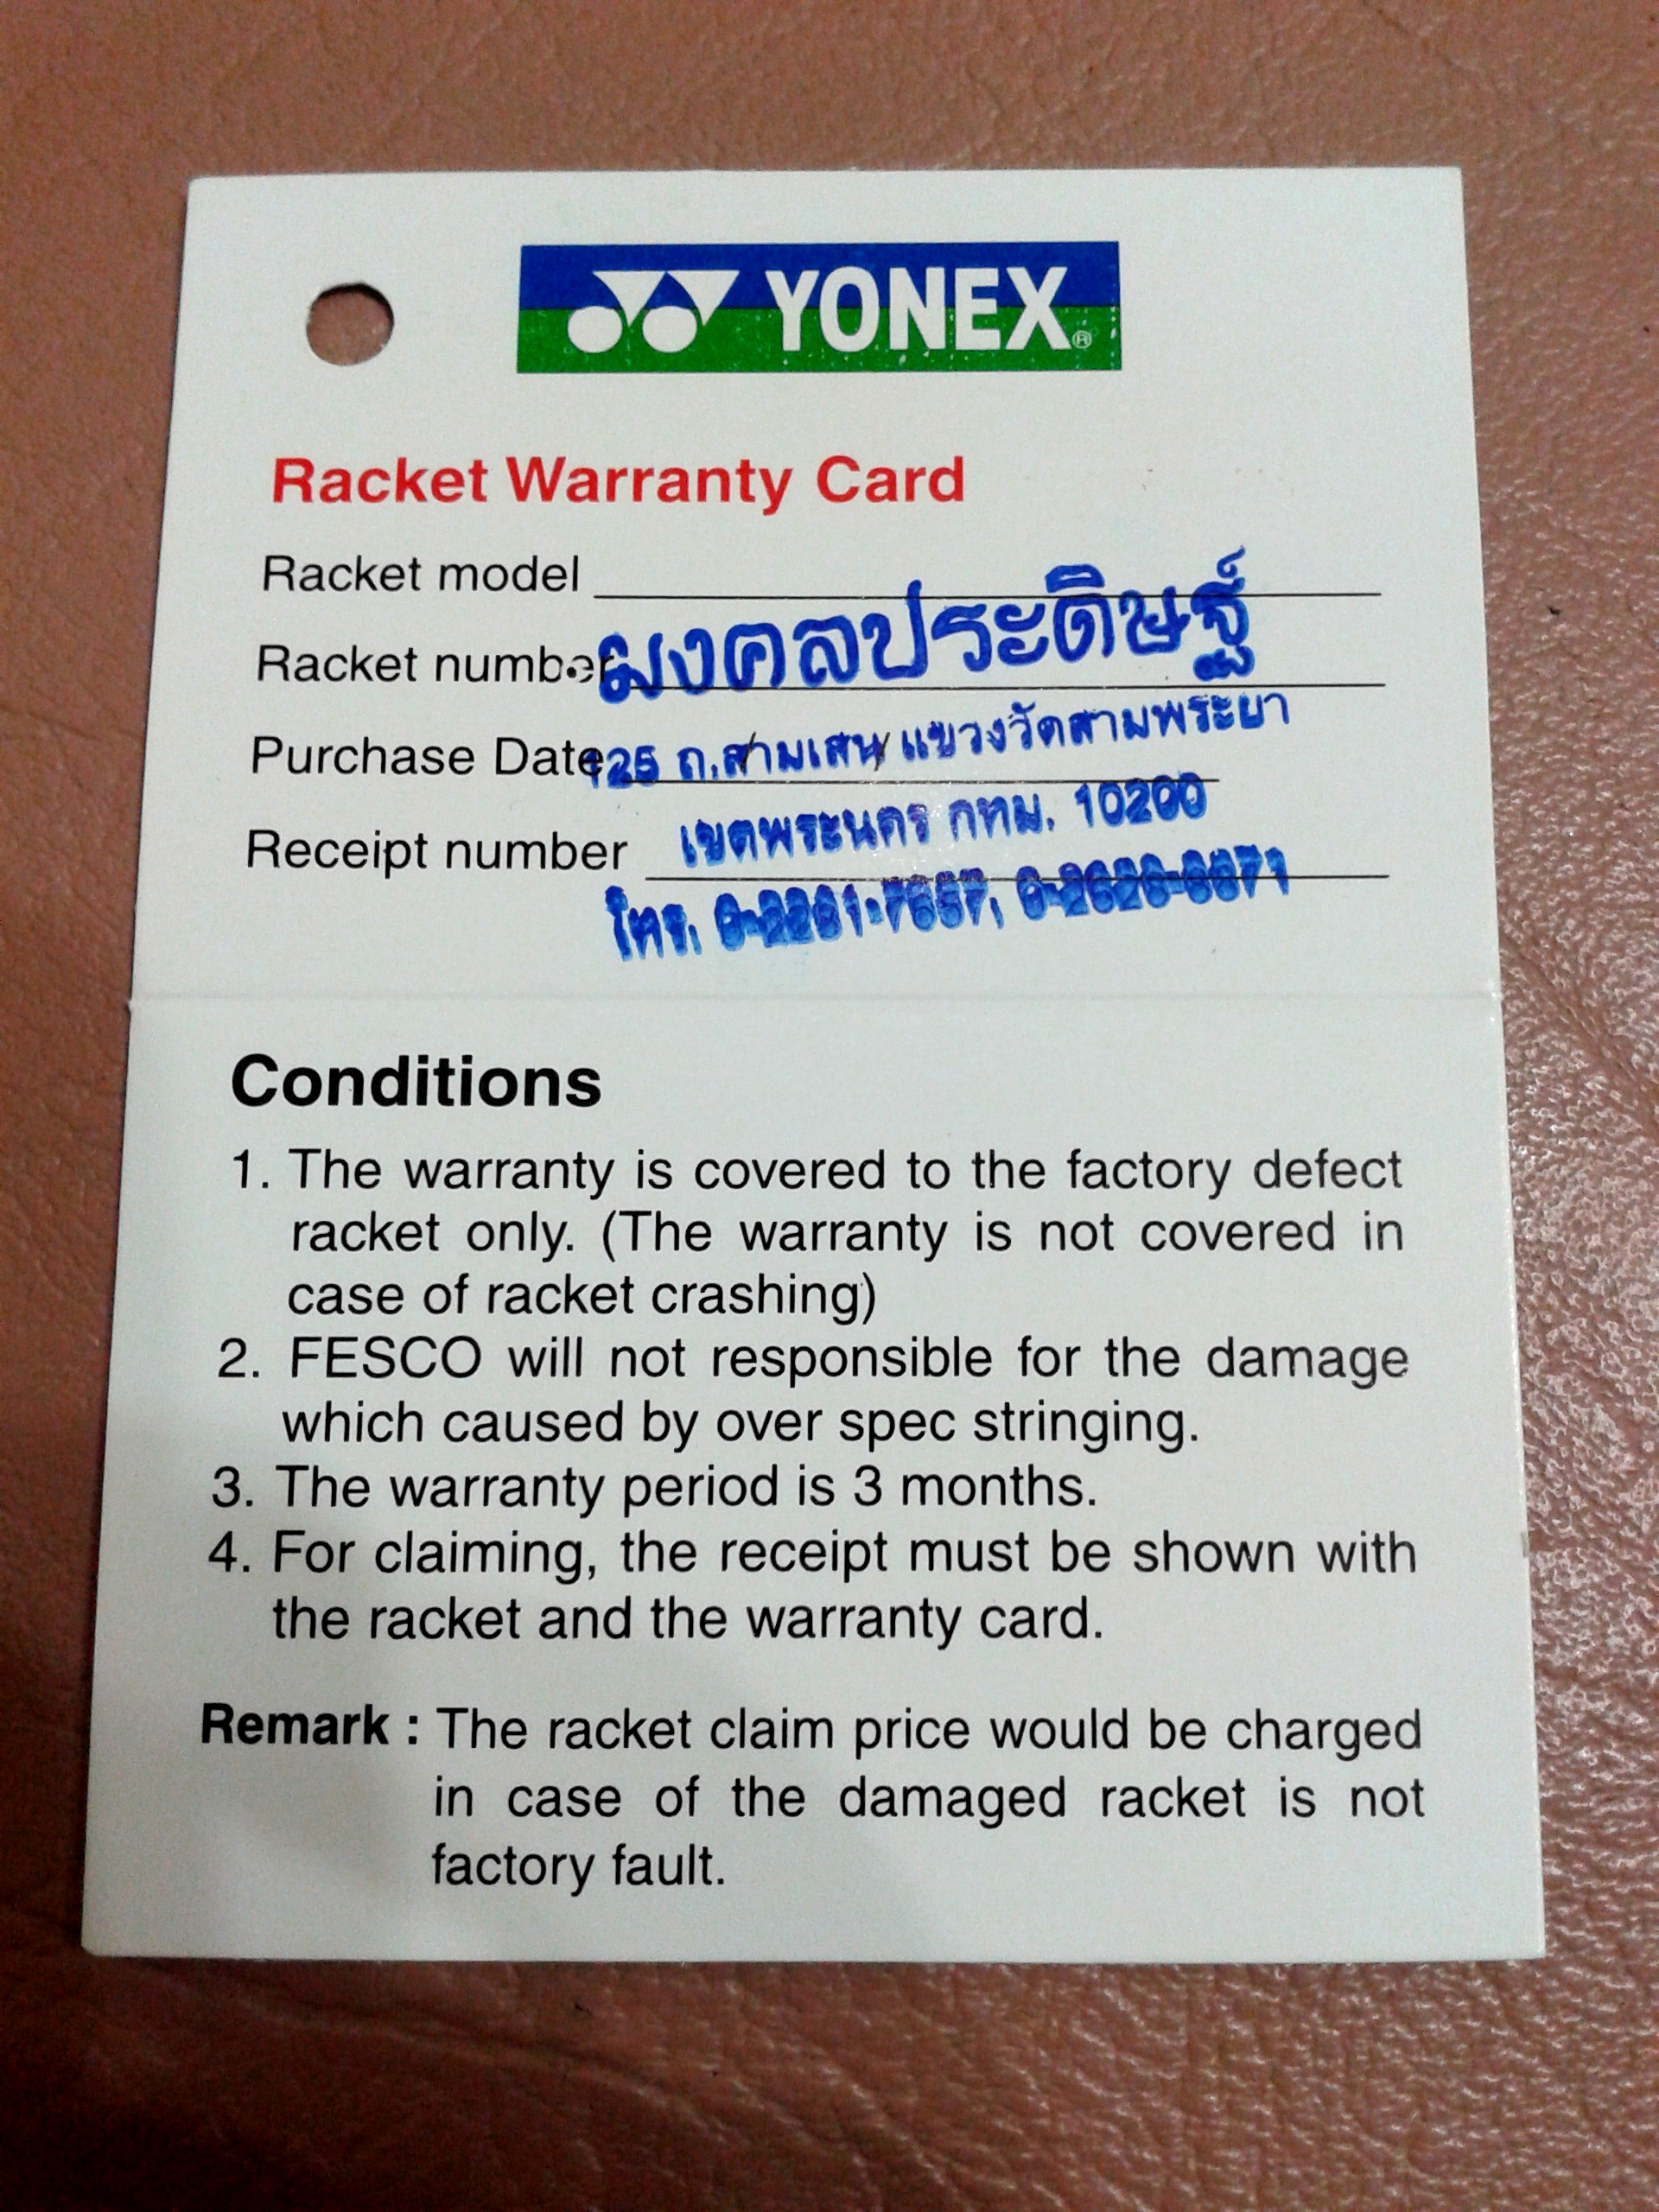 YONEX®
Racket Warranty Card
Racket model
มงคลประดิษฐ์
Racket number
Purchase Date
125 ถ.สามเสน แขวงวัดสามพระยา
เขตพระนคร กทม. 10200
Receipt number
โทร.
Conditions
1. The warranty is covered to the factory defect
racket only. (The warranty is not covered in
case of racket crashing)
2. FESCO will not responsible for the damage
which caused by over spec stringing.
3. The warranty period is 3 months.
4. For claiming, the receipt must be shown with
the racket and the warranty card.
Remark : The racket claim price would be charged
in case of the damaged racket is not
factory fault.